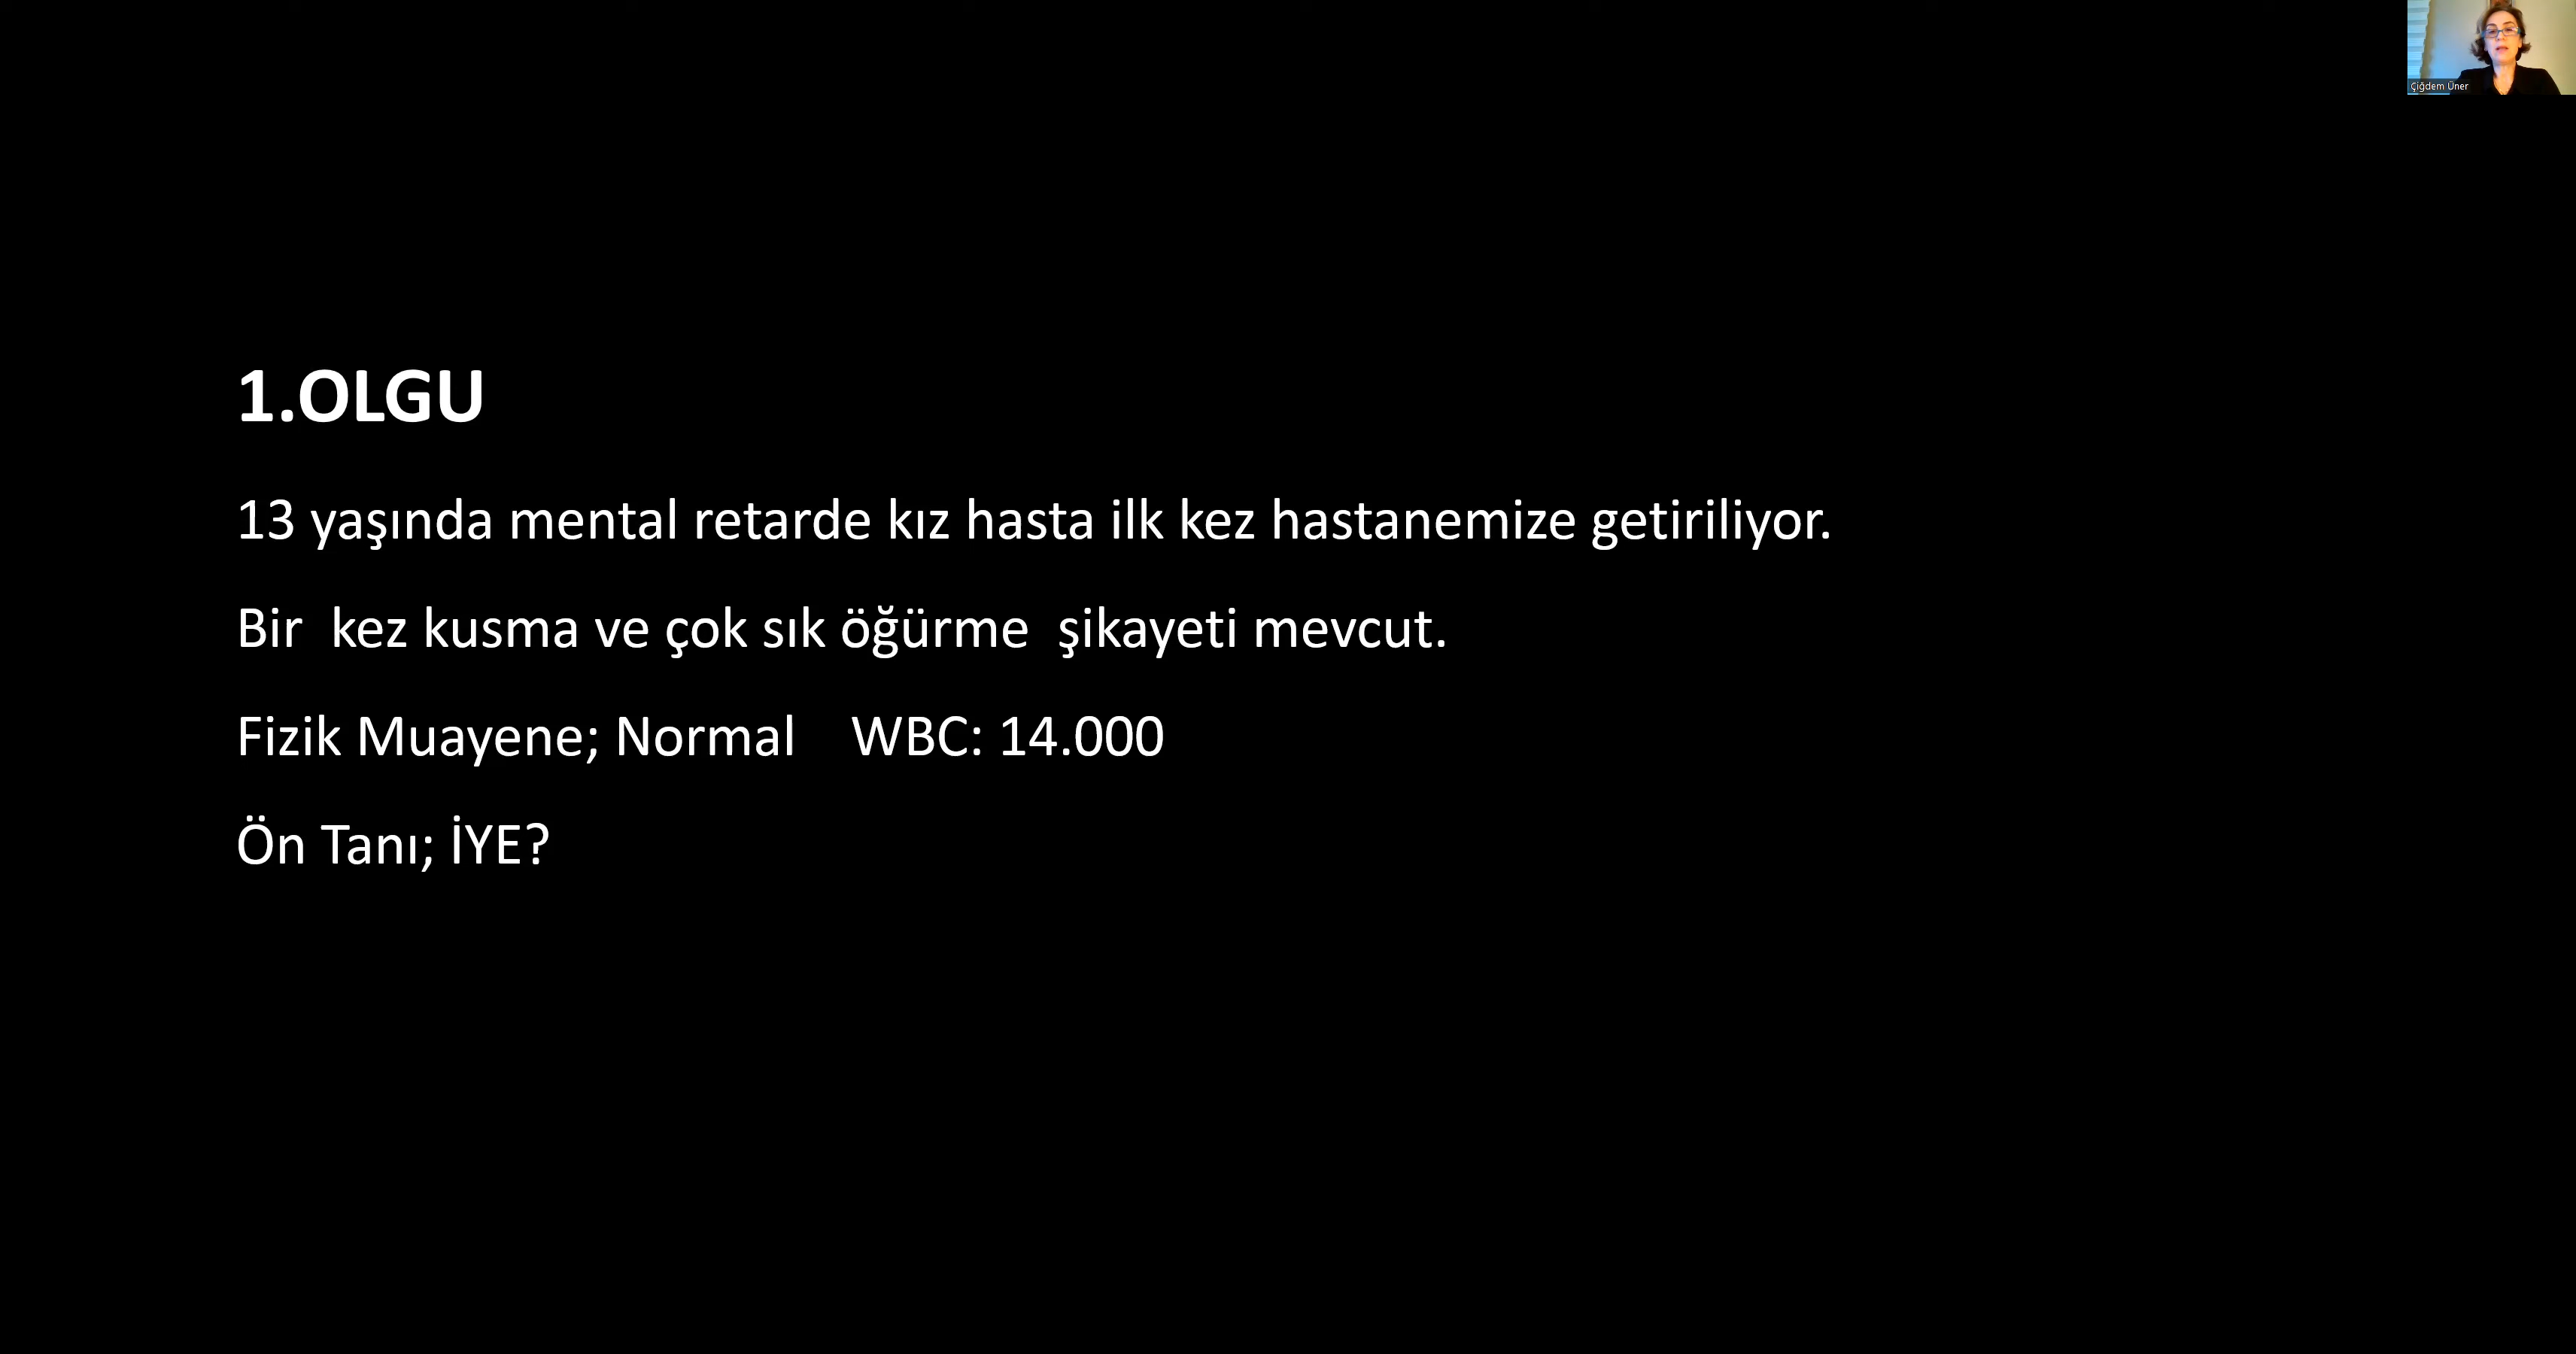 Çiğdem Üner
1.OLGU
13 yaşında mental retarde kız hasta ilk kez hastanemize getiriliyor.
Bir kez kusma ve çok sık öğürme şikayeti mevcut.
Fizik Muayene; Normal WBC: 14.000
Ön Tanı; İYE?